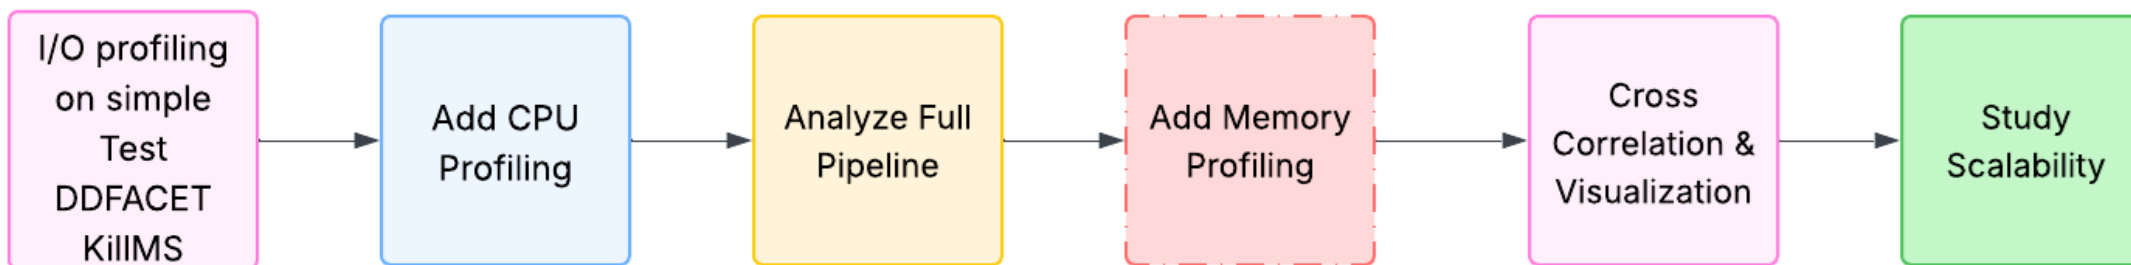 I/O profiling
on simple
Test
DDFACET
KillMS
Add CPU
Profiling
Analyze Full
Pipeline
Add Memory
Profiling
Cross
Correlation &
Visualization
Study
Scalability